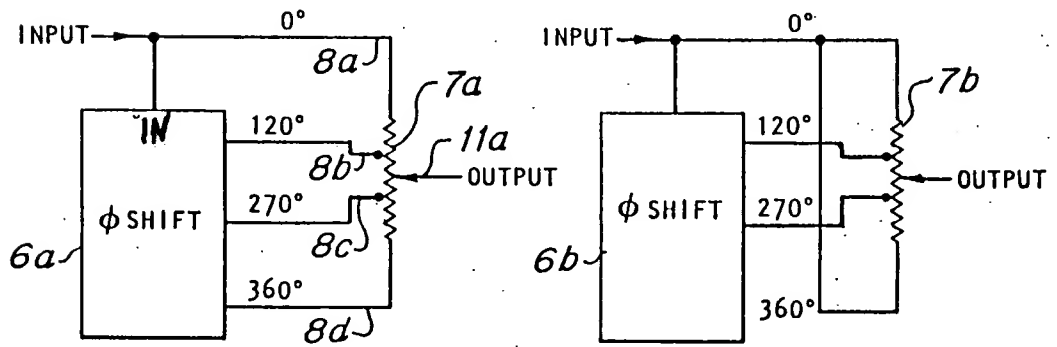 0°
INPUT
8a
7a
IN
120°
8b
11a
OUTPUT
ϕ SHIFT
270°
8c
6a
360°
8d
0°
INPUT
7b
120°
OUTPUT
ϕ SHIFT
270°
6b
360°